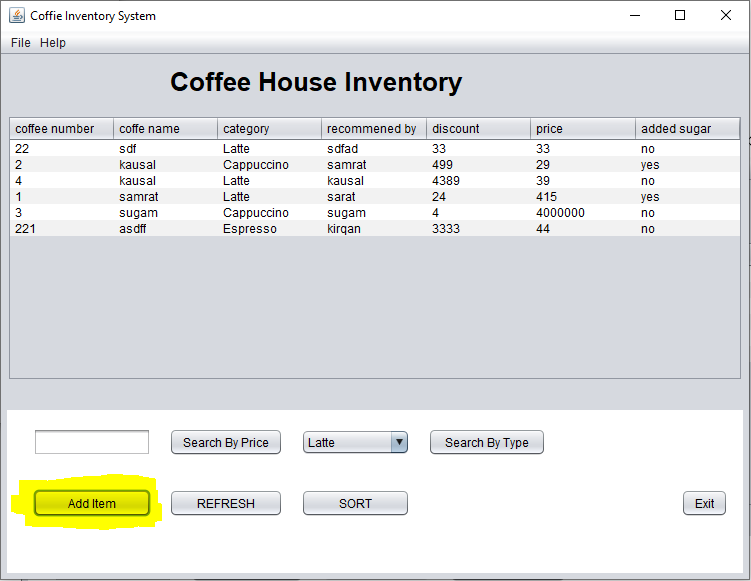 Coffie Inventory System
File Help
Coffee House Inventory
coffee number coffe name category recommened by discount price added sugar
22 sdf Latte sdfad 33 33 no
2 kausal Cappuccino samrat 499 29 yes
4 kausal Latte kausal 4389 39 no
1 samrat Latte sarat 24 415 yes
3 sugam Cappuccino sugam 4 4000000 no
221 asdff Espresso kirqan 3333 44 no
Search By Price Latte Search By Type
Add Item REFRESH SORT Exit